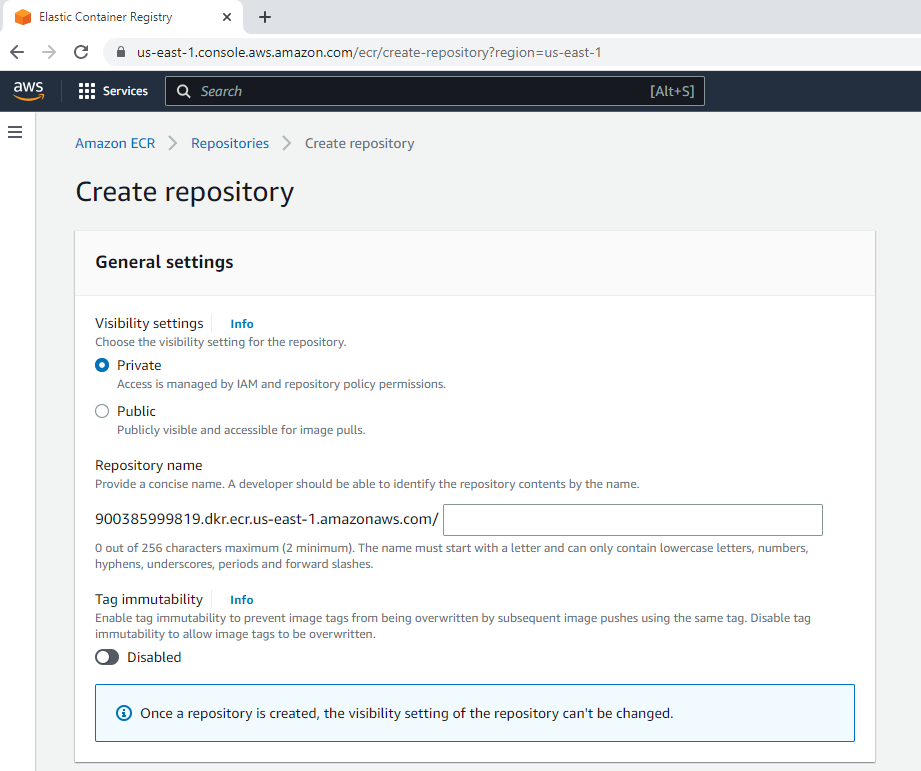 Elastic Container Registry
us-east-1.console.aws.amazon.com/ecr/create-repository?region=us-east-1
aws
Services
Search
[Alt+S]
Amazon ECR
Repositories
Create repository
Create repository
General settings
Visibility settings
Info
Choose the visibility setting for the repository.
Private
Access is managed by IAM and repository policy permissions.
Public
Publicly visible and accessible for image pulls.
Repository name
Provide a concise name. A developer should be able to identify the repository contents by the name.
900385999819.dkr.ecr.us-east-1.amazonaws.com/
0 out of 256 characters maximum (2 minimum). The name must start with a letter and can only contain lowercase letters, numbers,
hyphens, underscores, periods and forward slashes.
Tag immutability
Info
Enable tag immutability to prevent image tags from being overwritten by subsequent image pushes using the same tag. Disable tag
immutability to allow image tags to be overwritten.
Disabled
Once a repository is created, the visibility setting of the repository can't be changed.